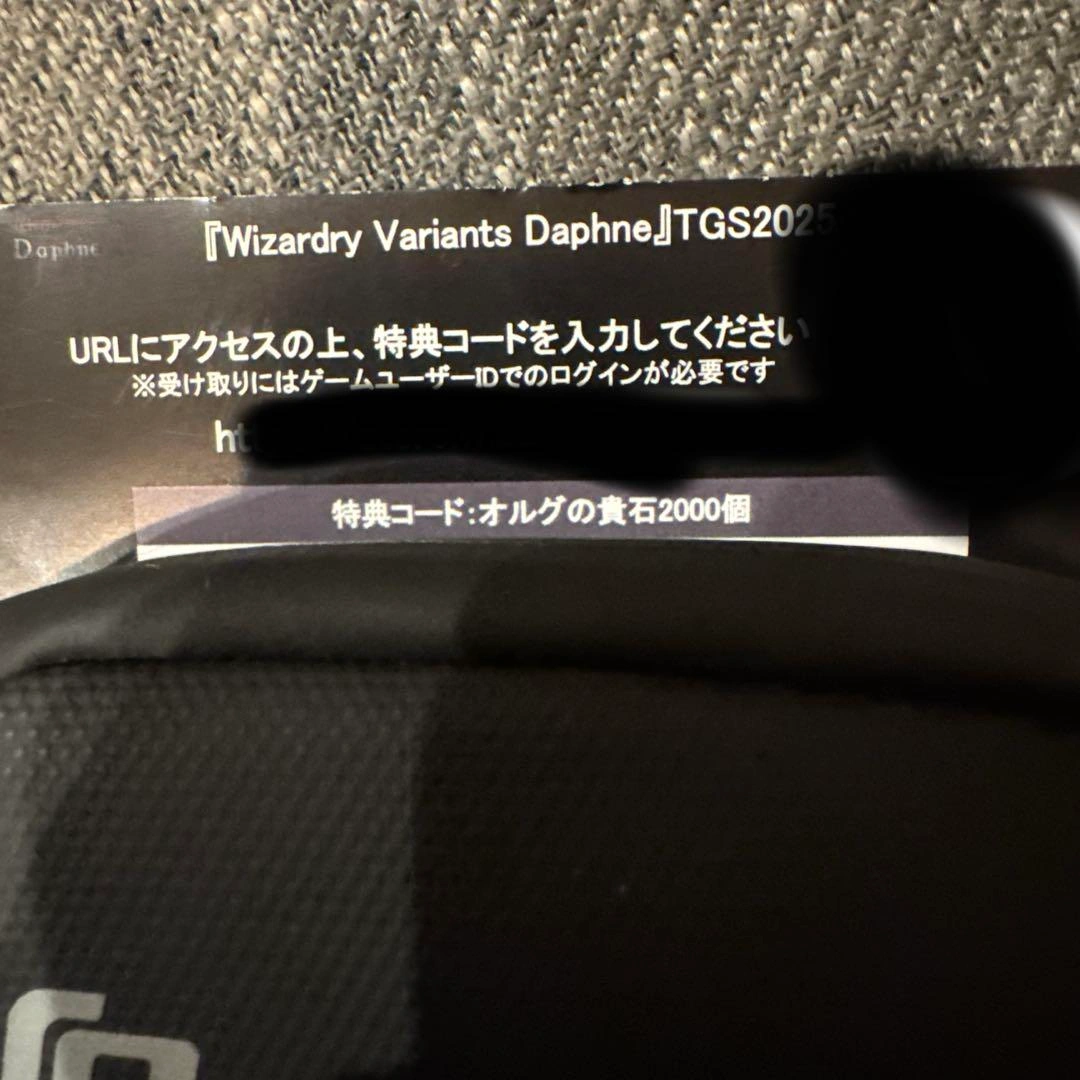 Daphne
『Wizardry Variants Daphne』TGS2025
URLにアクセスの上、特典コードを入力してください
※受け取りにはゲームユーザーIDでのログインが必要です
特典コード:オルグの貴石2000個